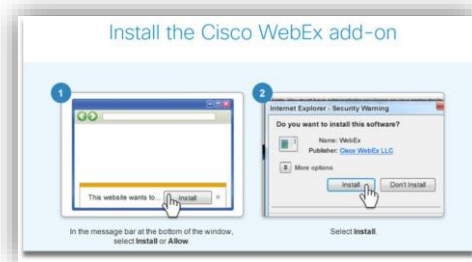 Install the Cisco WebEx add-on
1
This website wants to... Install ×
In the message bar at the bottom of the window,
select Install or Allow.
2
Internet Explorer - Security Warning
Do you want to install this software?
Name: WebEx
Publisher: Cisco WebEx LLC
More options
Install Don't Install
Select Install.